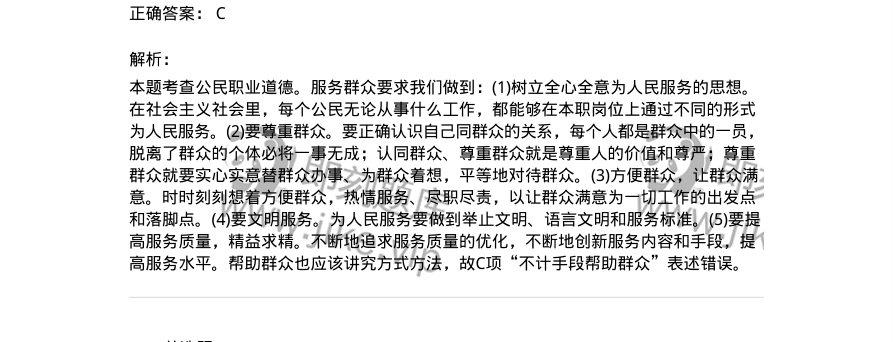 正确答案： C
解析：
本题考查公民职业道德。服务群众要求我们做到：(1)树立全心全意为人民服务的思想。
在社会主义社会里，每个公民无论从事什么工作，都能够在本职岗位上通过不同的形式
为人民服务。(2)要尊重群众。要正确认识自己同群众的关系，每个人都是群众中的一员，
脱离了群众的个体必将一事无成；认同群众、尊重群众就是尊重人的价值和尊严；尊重
群众就要实心实意替群众办事、为群众着想，平等地对待群众。(3)方便群众，让群众满
意。时时刻刻想着方便群众，热情服务、尽职尽责，以让群众满意为一切工作的出发点
和落脚点。(4)要文明服务。为人民服务要做到举止文明、语言文明和服务标准。(5)要提
高服务质量，精益求精。不断地追求服务质量的优化，不断地创新服务内容和手段，提
高服务水平。帮助群众也应该讲究方式方法，故C项“不计手段帮助群众”表述错误。